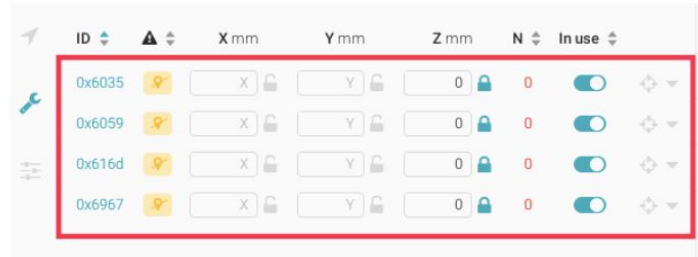 ID X mm Y mm Z mm N In use
0x6035 X Y 0 0
0x6059 X Y 0 0
0x616d X Y 0 0
0x6967 X Y 0 0